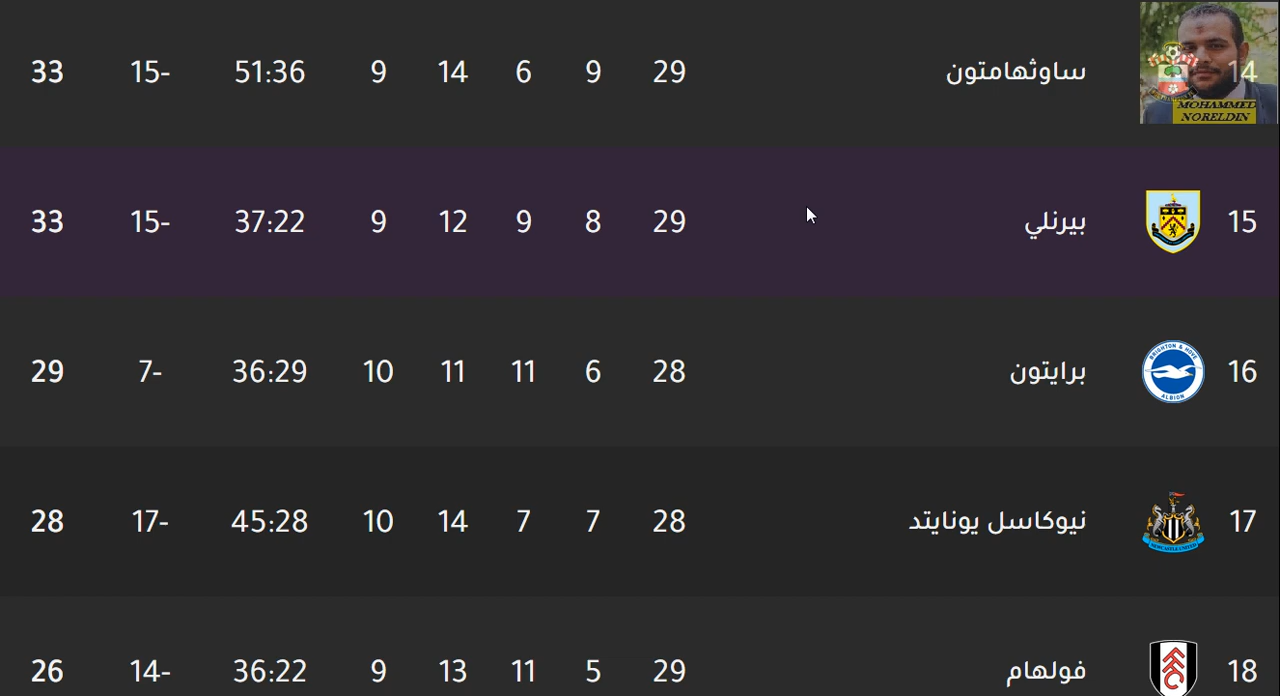 14 ساوثهامتون 29 9 6 14 9 51:36 15- 33
MOHAMMED
NORELDIN
15 بيرنلي 29 8 9 12 9 37:22 15- 33
16 برايتون 28 6 11 11 10 36:29 7- 29
BRIGHTON & HOVE
ALBION
17 نيوكاسل يونايتد 28 7 7 14 10 45:28 17- 28
NEWCASTLE UNITED
18 فولهام 29 5 11 13 9 36:22 14- 26
FFC